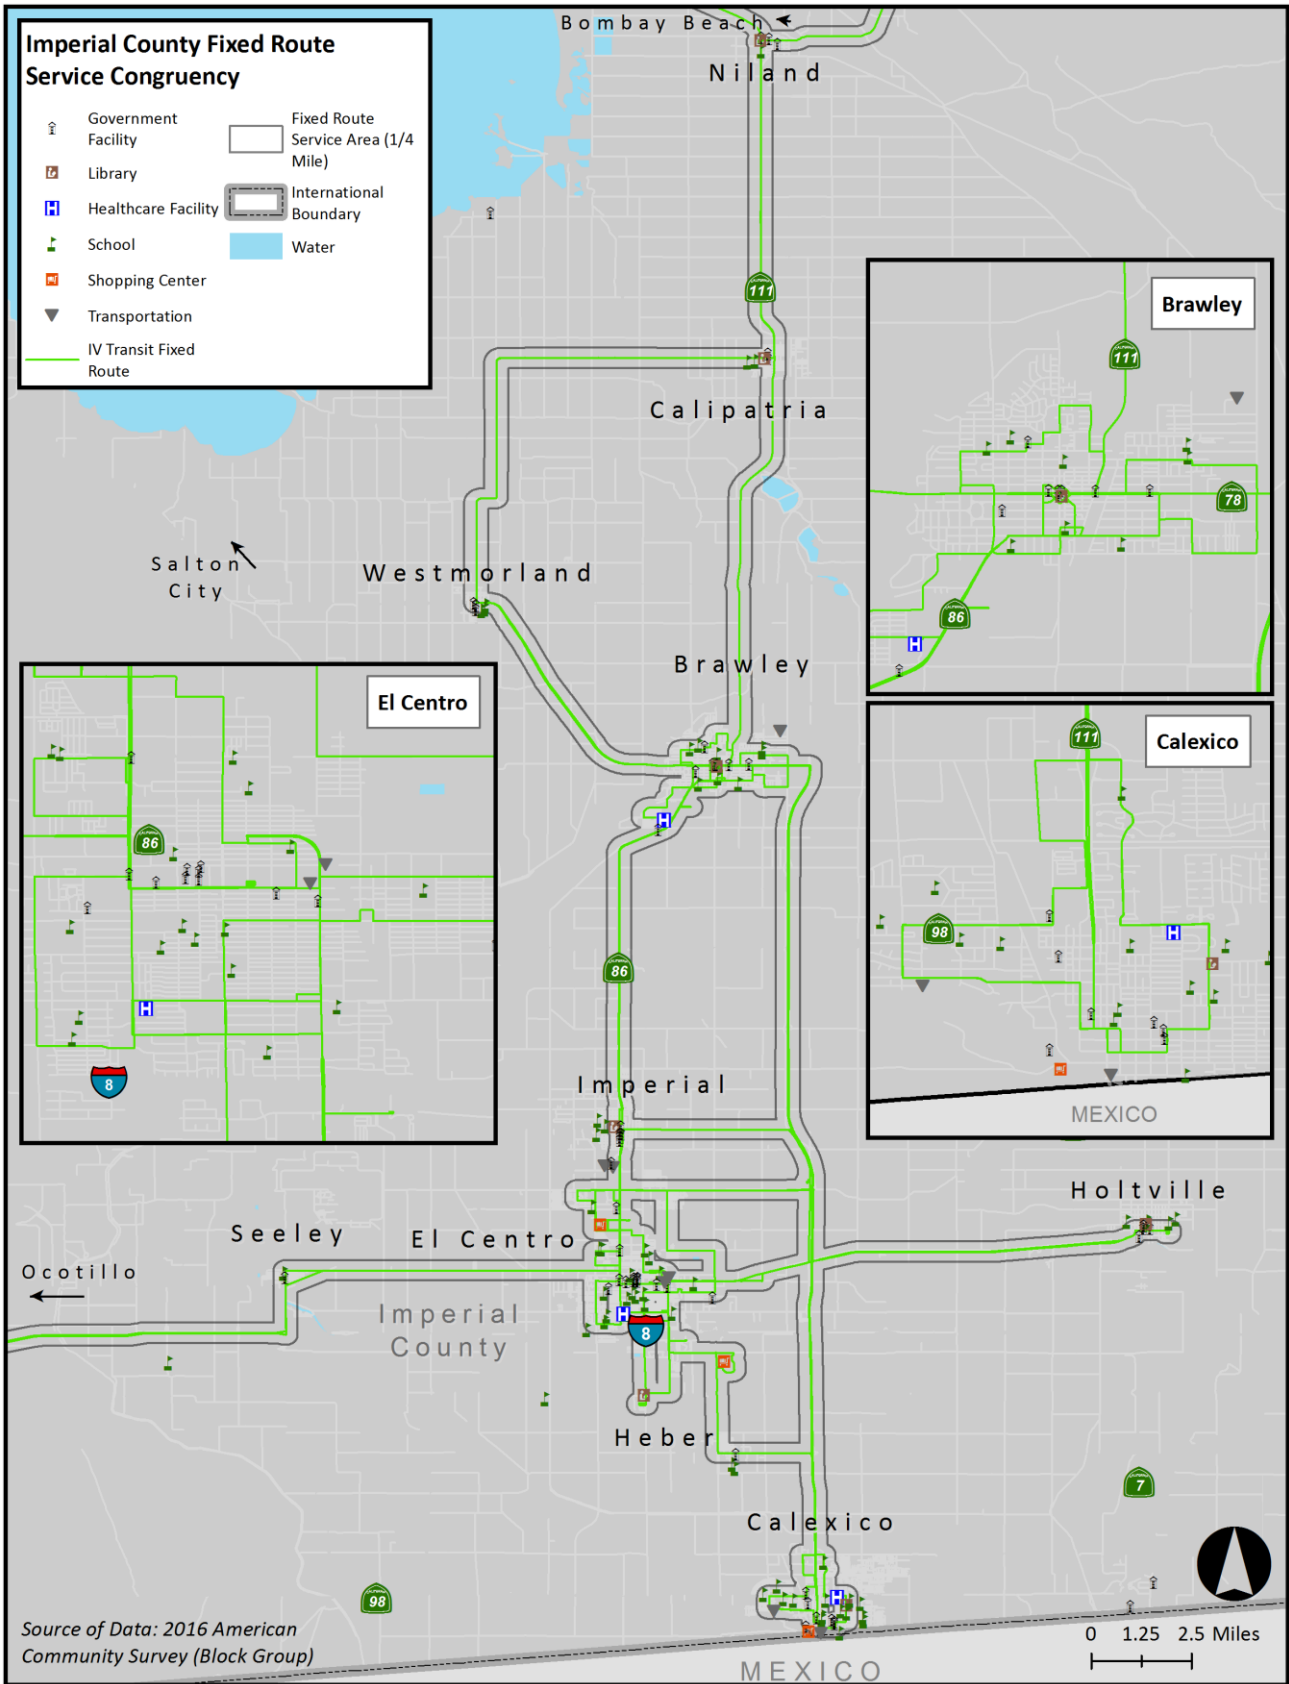 Imperial County Fixed Route
Service Congruency
Government
Facility
Library
Healthcare Facility
School
Shopping Center
Transportation
IV Transit Fixed
Route
Fixed Route
Service Area (1/4
Mile)
International
Boundary
Water
Bombay Beach
Niland
111
Calipatria
Salton
City
Westmorland
Brawley
Brawley
111
78
86
H
El Centro
86
H
8
Calexico
111
98
H
MEXICO
H
86
Imperial
Holtville
Seeley
El Centro
Ocotillo
Imperial
County
H
8
Heber
7
Calexico
98
H
Source of Data: 2016 American
Community Survey (Block Group)
0 1.25 2.5 Miles
MEXICO